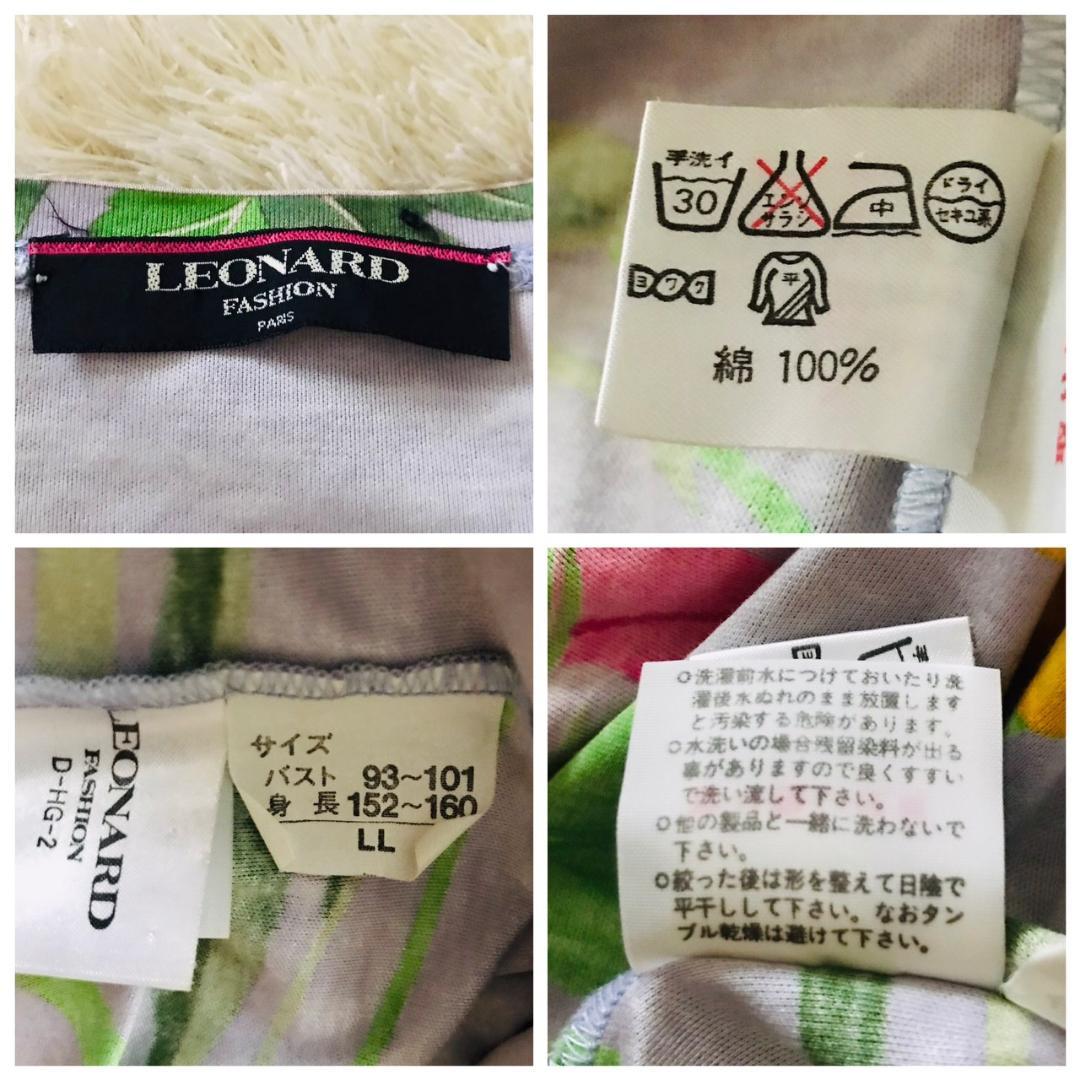 LEONARD
FASHION
PARIS
手洗イ
30
エンソ
サラシ
中
ドライ
セキユ系
ヨワク
平
綿 100%
LEONARD
FASHION
D-HG-2
サイズ
バスト 93~101
身長 152~160
LL
手
ヨ
○洗濯前水につけておいたり洗
濯後水ぬれのまま放置します
と汚染する危険があります。
○水洗いの場合残留染料が出る
事がありますので良くすすい
で洗い流して下さい。
○他の製品と一緒に洗わないで
下さい。
○絞った後は形を整えて日陰で
平干しして下さい。なおタン
ブル乾燥は避けて下さい。